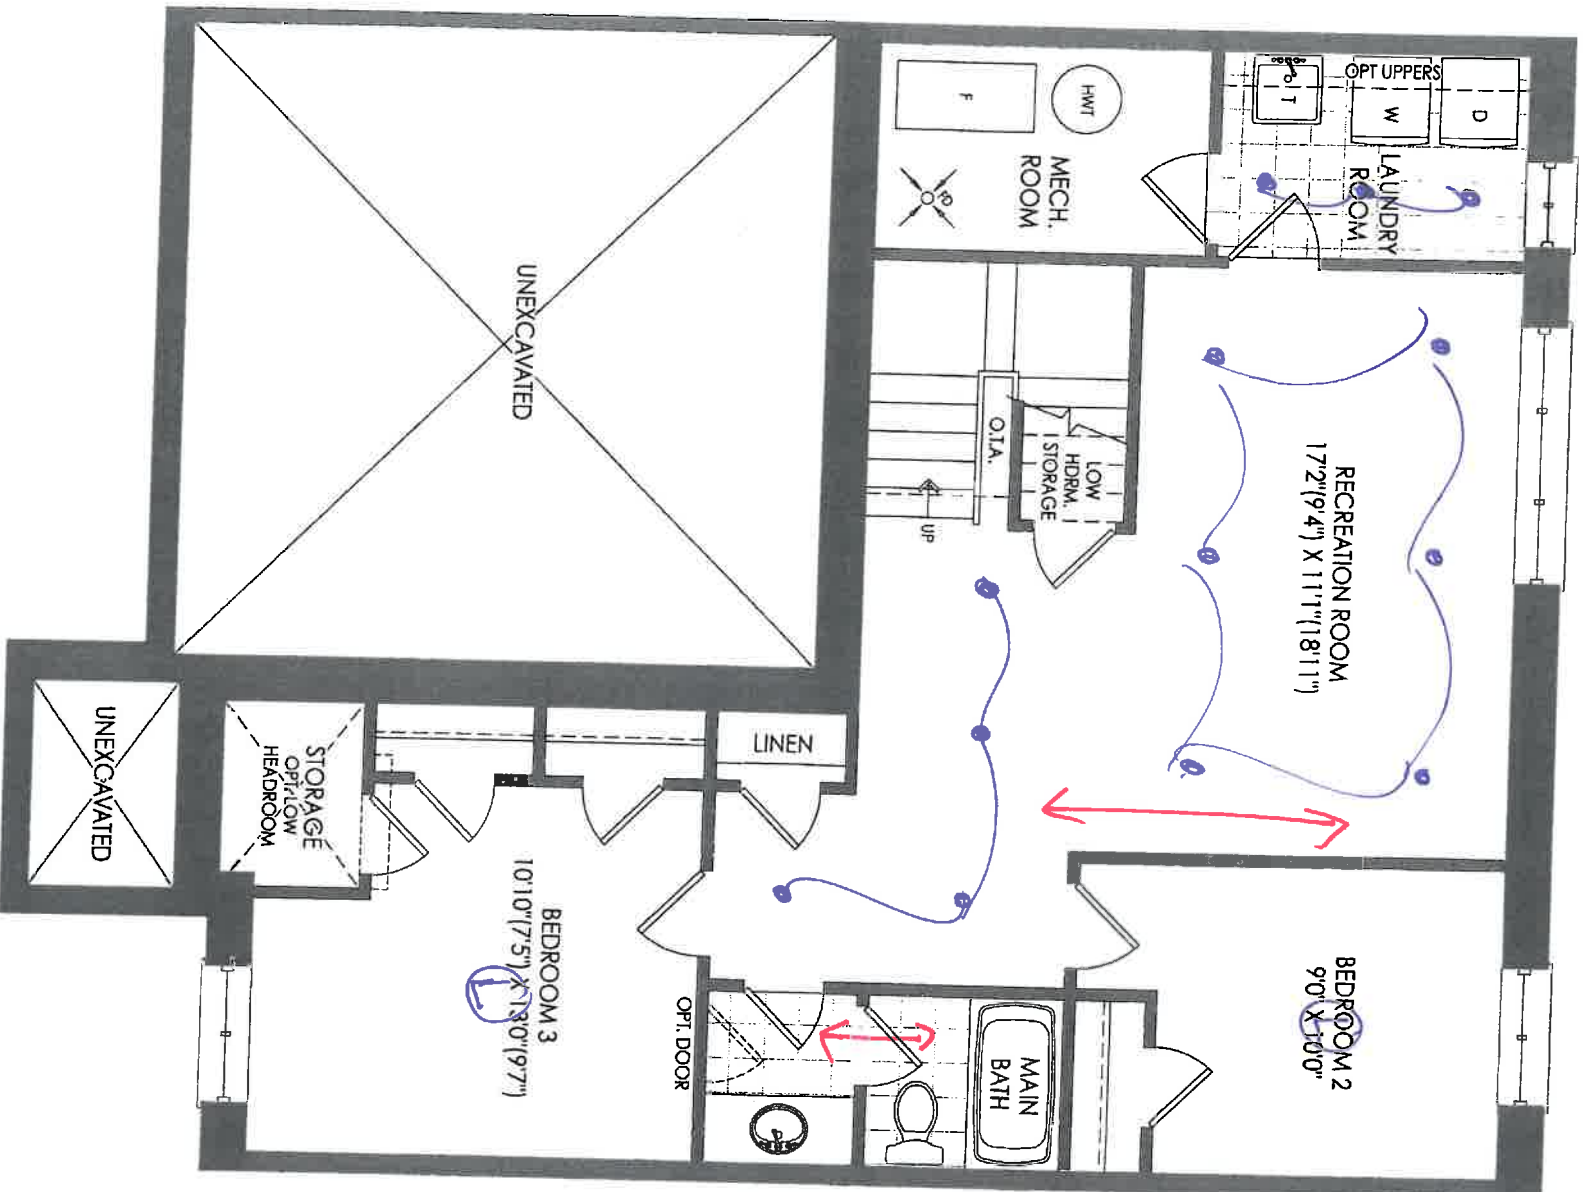 OPT UPPERS
D
W
T
LAUNDRY
ROOM
HWT
F
MECH.
ROOM
FD
RECREATION ROOM
17'2"(9'4") X 11'1"(18'11")
LOW
HDRM.
STORAGE
O.T.A.
UP
UNEXCAVATED
LINEN
UNEXCAVATED
STORAGE
OPT. LOW
HEADROOM
BEDROOM 3
10'10"(7'5") X 13'0"(9'7")
L
OPT. DOOR
MAIN
BATH
BEDROOM 2
9'0" X 10'0"
L